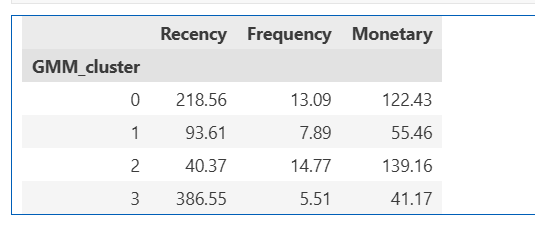 Recency Frequency Monetary
GMM_cluster
0 218.56 13.09 122.43
1 93.61 7.89 55.46
2 40.37 14.77 139.16
3 386.55 5.51 41.17